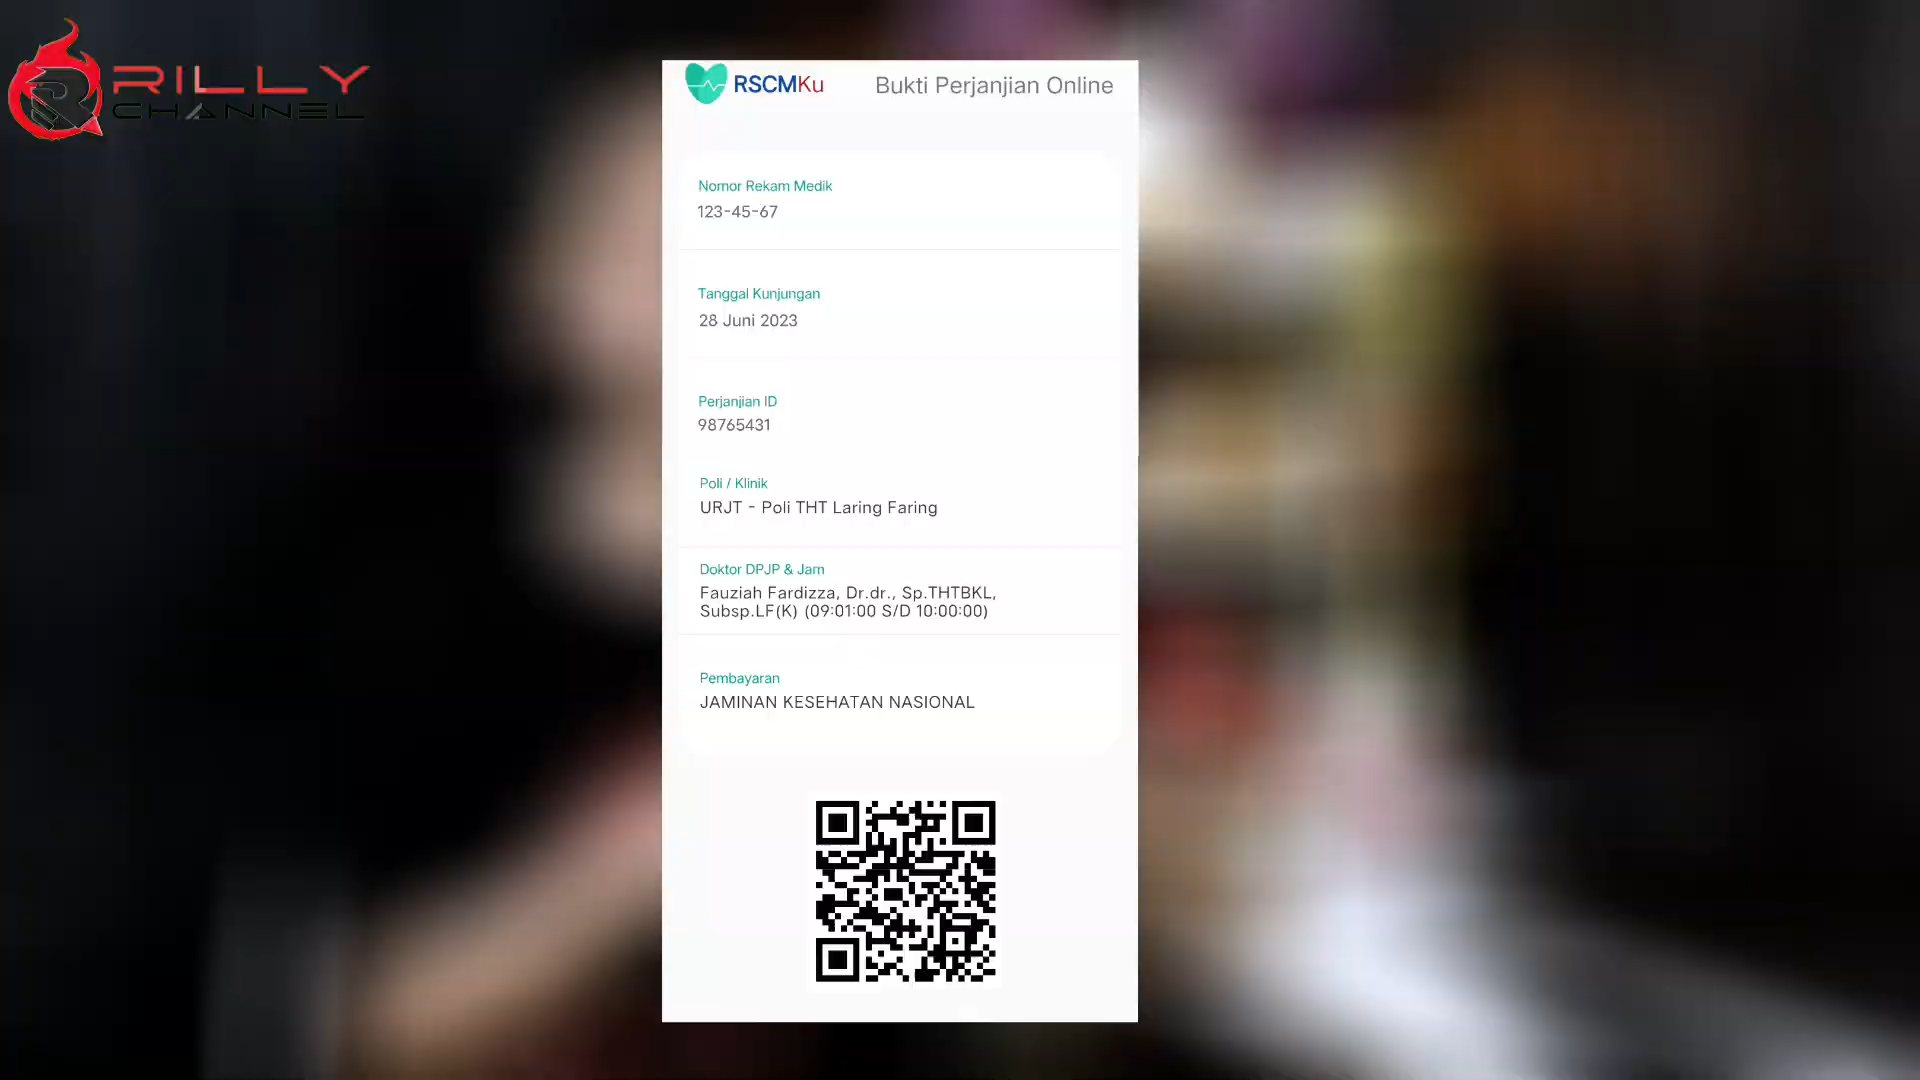 RILLY
CHANNEL
RSCMKu
Bukti Perjanjian Online
Nomor Rekam Medik
123-45-67
Tanggal Kunjungan
28 Juni 2023
Perjanjian ID
98765431
Poli / Klinik
URJT - Poli THT Laring Faring
Doktor DPJP & Jam
Fauziah Fardizza, Dr.dr., Sp.THTBKL,
Subsp.LF(K) (09:01:00 S/D 10:00:00)
Pembayaran
JAMINAN KESEHATAN NASIONAL